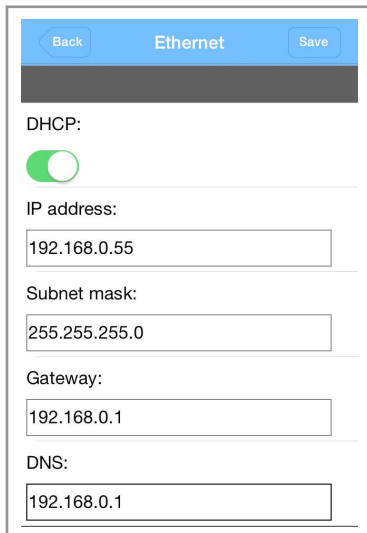 Back Ethernet Save
DHCP:
IP address:
192.168.0.55
Subnet mask:
255.255.255.0
Gateway:
192.168.0.1
DNS:
192.168.0.1